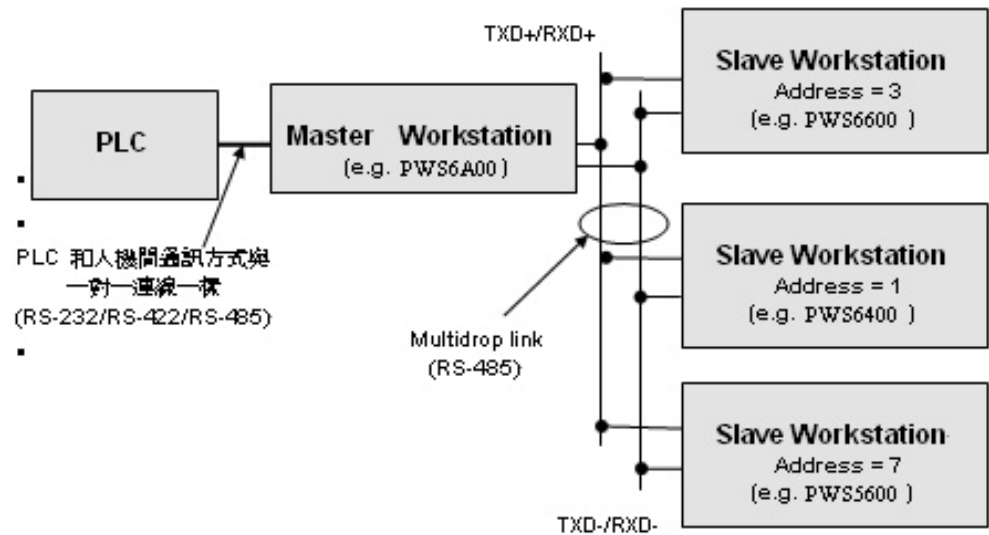 TXD+/RXD+
PLC
Master Workstation
(e.g. PWS6A00 )
PLC 和人機間通訊方式與
一對一連線一樣
(RS-232/RS-422/RS-485)
Multidrop link
(RS-485)
Slave Workstation
Address = 3
(e.g. PWS6600 )
Slave Workstation
Address = 1
(e.g. PWS6400 )
Slave Workstation
Address = 7
(e.g. PWS5600 )
TXD-/RXD-